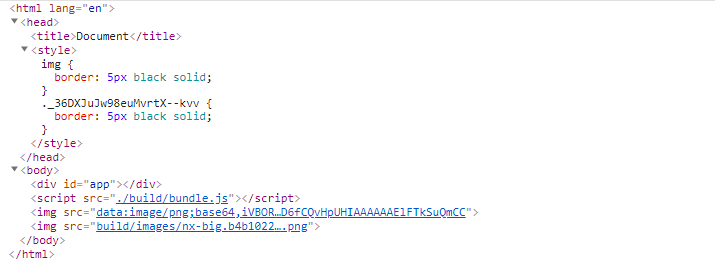 <html lang="en">
<head>
<title>Document</title>
<style>
img {
border: 5px black solid;
}
._36DXJuJw98euMvrtX--kvv {
border: 5px black solid;
}
</style>
</head>
<body>
<div id="app"></div>
<script src="./build/bundle.js"></script>
<img src="data:image/png;base64,iVBOR…D6fCQvHpUHIAAAAAAElFTkSuQmCC">
<img src="build/images/nx-big.b4b1022….png">
</body>
</html>